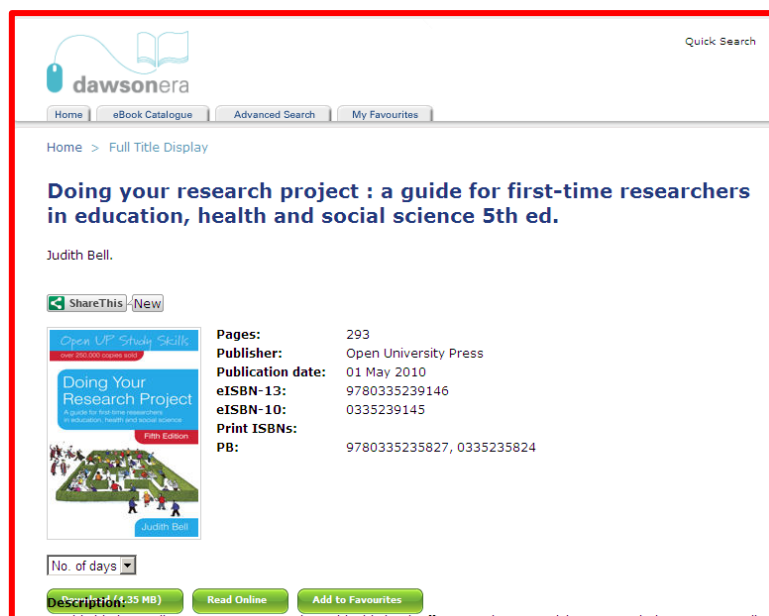 Quick Search
dawsonera
Home
eBook Catalogue
Advanced Search
My Favourites
Home > Full Title Display
Doing your research project : a guide for first-time researchers
in education, health and social science 5th ed.
Judith Bell.
ShareThis New
Open UP Study Skills
over 200,000 copies sold
Doing Your
Research Project
A guide for first-time researchers
in education, health and social science
Fifth Edition
Judith Bell
Pages: 293
Publisher: Open University Press
Publication date: 01 May 2010
eISBN-13: 9780335239146
eISBN-10: 0335239145
Print ISBNs:
PB: 9780335235827, 0335235824
No. of days
Description:
(4.35 MB)
Read Online
Add to Favourites